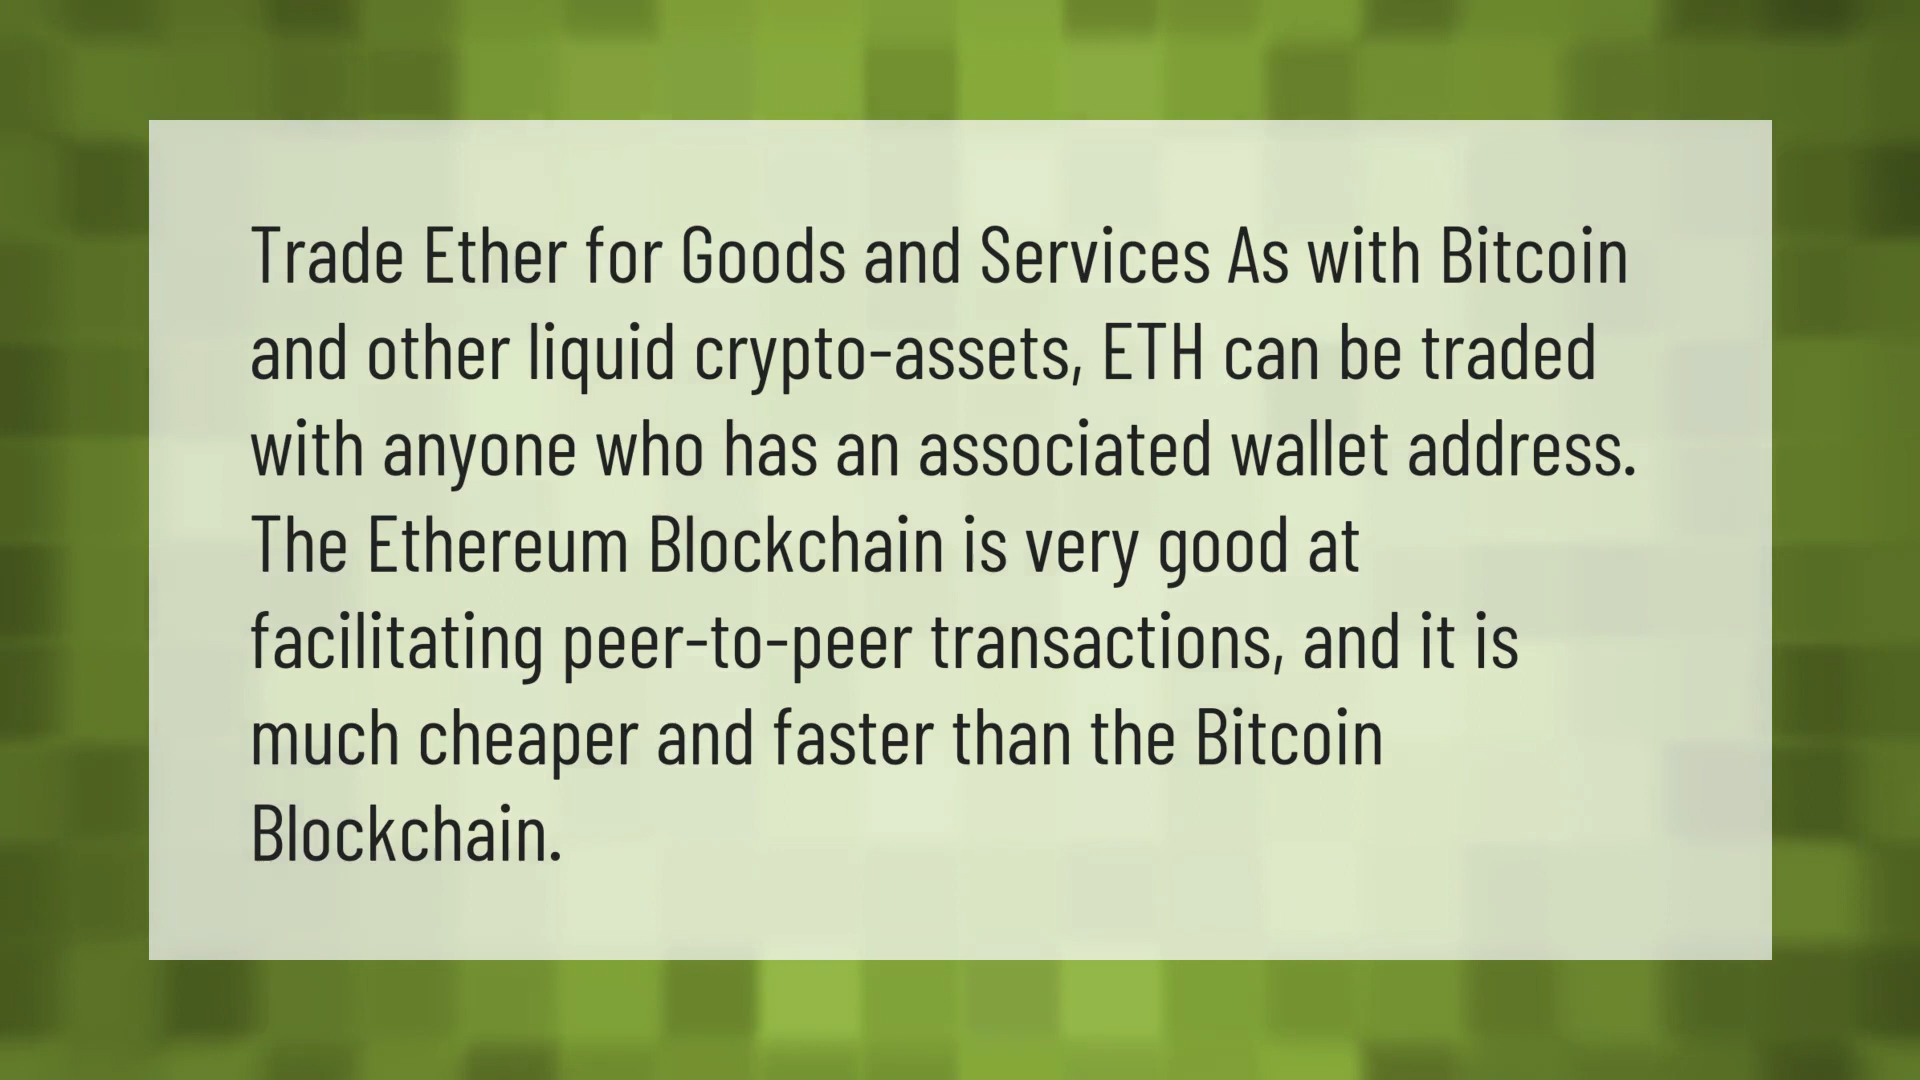 Trade Ether for Goods and Services As with Bitcoin
and other liquid crypto-assets, ETH can be traded
with anyone who has an associated wallet address.
The Ethereum Blockchain is very good at
facilitating peer-to-peer transactions, and it is
much cheaper and faster than the Bitcoin
Blockchain.